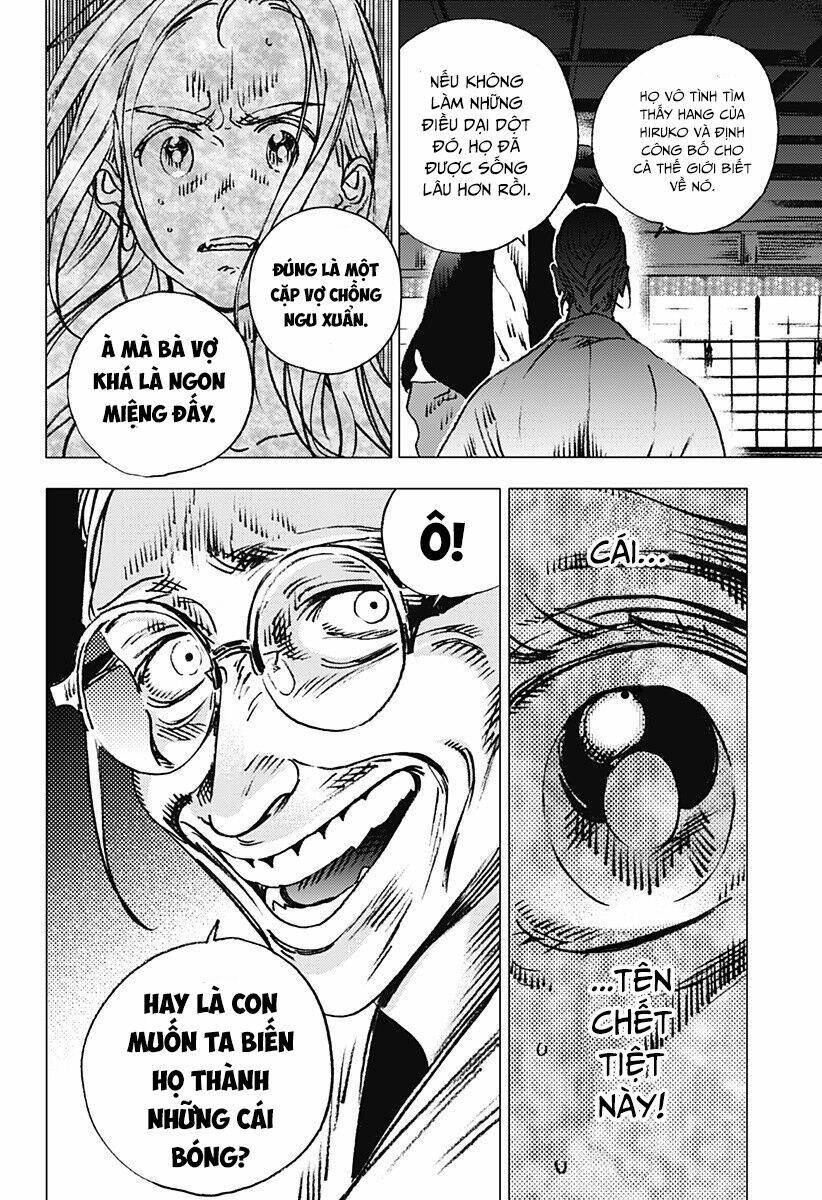 HỌ VÔ TÌNH TÌM
THẤY HANG CỦA
HIRUKO VÀ ĐỊNH
CÔNG BỐ CHO
CẢ THẾ GIỚI BIẾT
VỀ NÓ.
NẾU KHÔNG
LÀM NHỮNG
ĐIỀU DẠI DỘT
ĐÓ, HỌ ĐÃ
ĐƯỢC SỐNG
LÂU HƠN RỒI.
ĐÚNG LÀ MỘT
CẶP VỢ CHỒNG
NGU XUẨN.
À MÀ BÀ VỢ
KHÁ LÀ NGON
MIỆNG ĐẤY.
CÁI...
...TÊN
CHẾT
TIỆT
NÀY!
Ô!
HAY LÀ CON
MUỐN TA BIẾN
HỌ THÀNH
NHỮNG CÁI
BÓNG?